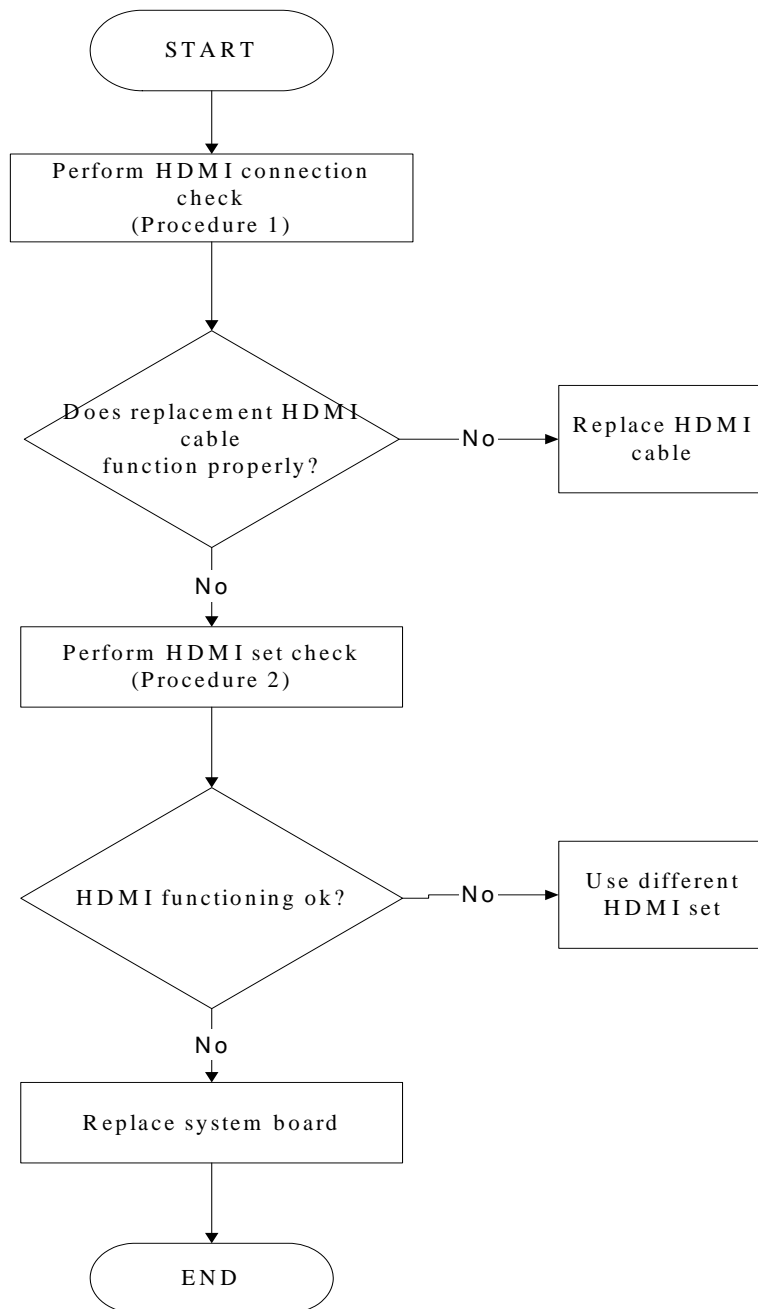 START
Perform HDMI connection
check
(Procedure 1)
Does replacement HDMI
cable
function properly?
No
Replace HDMI
cable
No
Perform HDMI set check
(Procedure 2)
HDMI functioning ok?
No
Use different
HDMI set
No
Replace system board
END